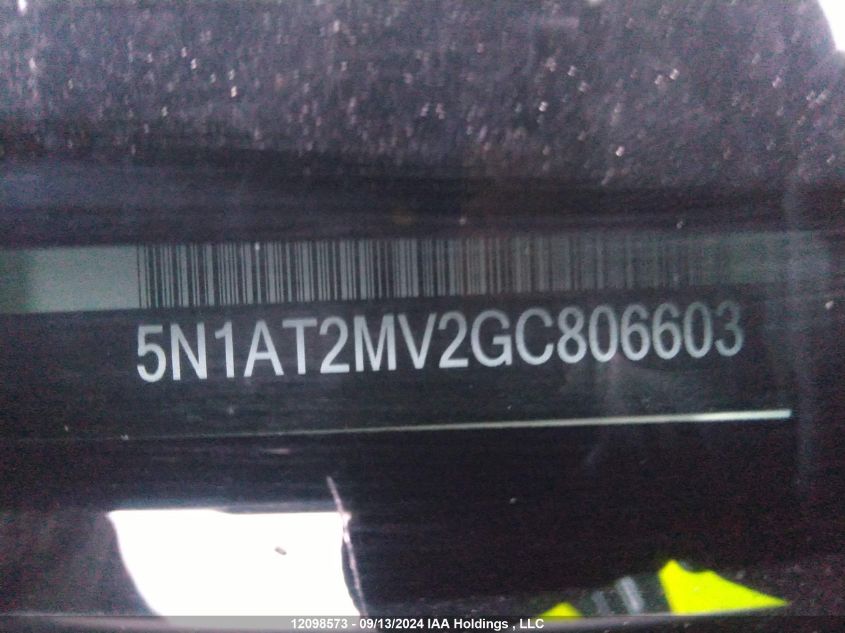 5N1AT2MV2GC806603
12098573 - 09/13/2024 IAA Holdings , LLC